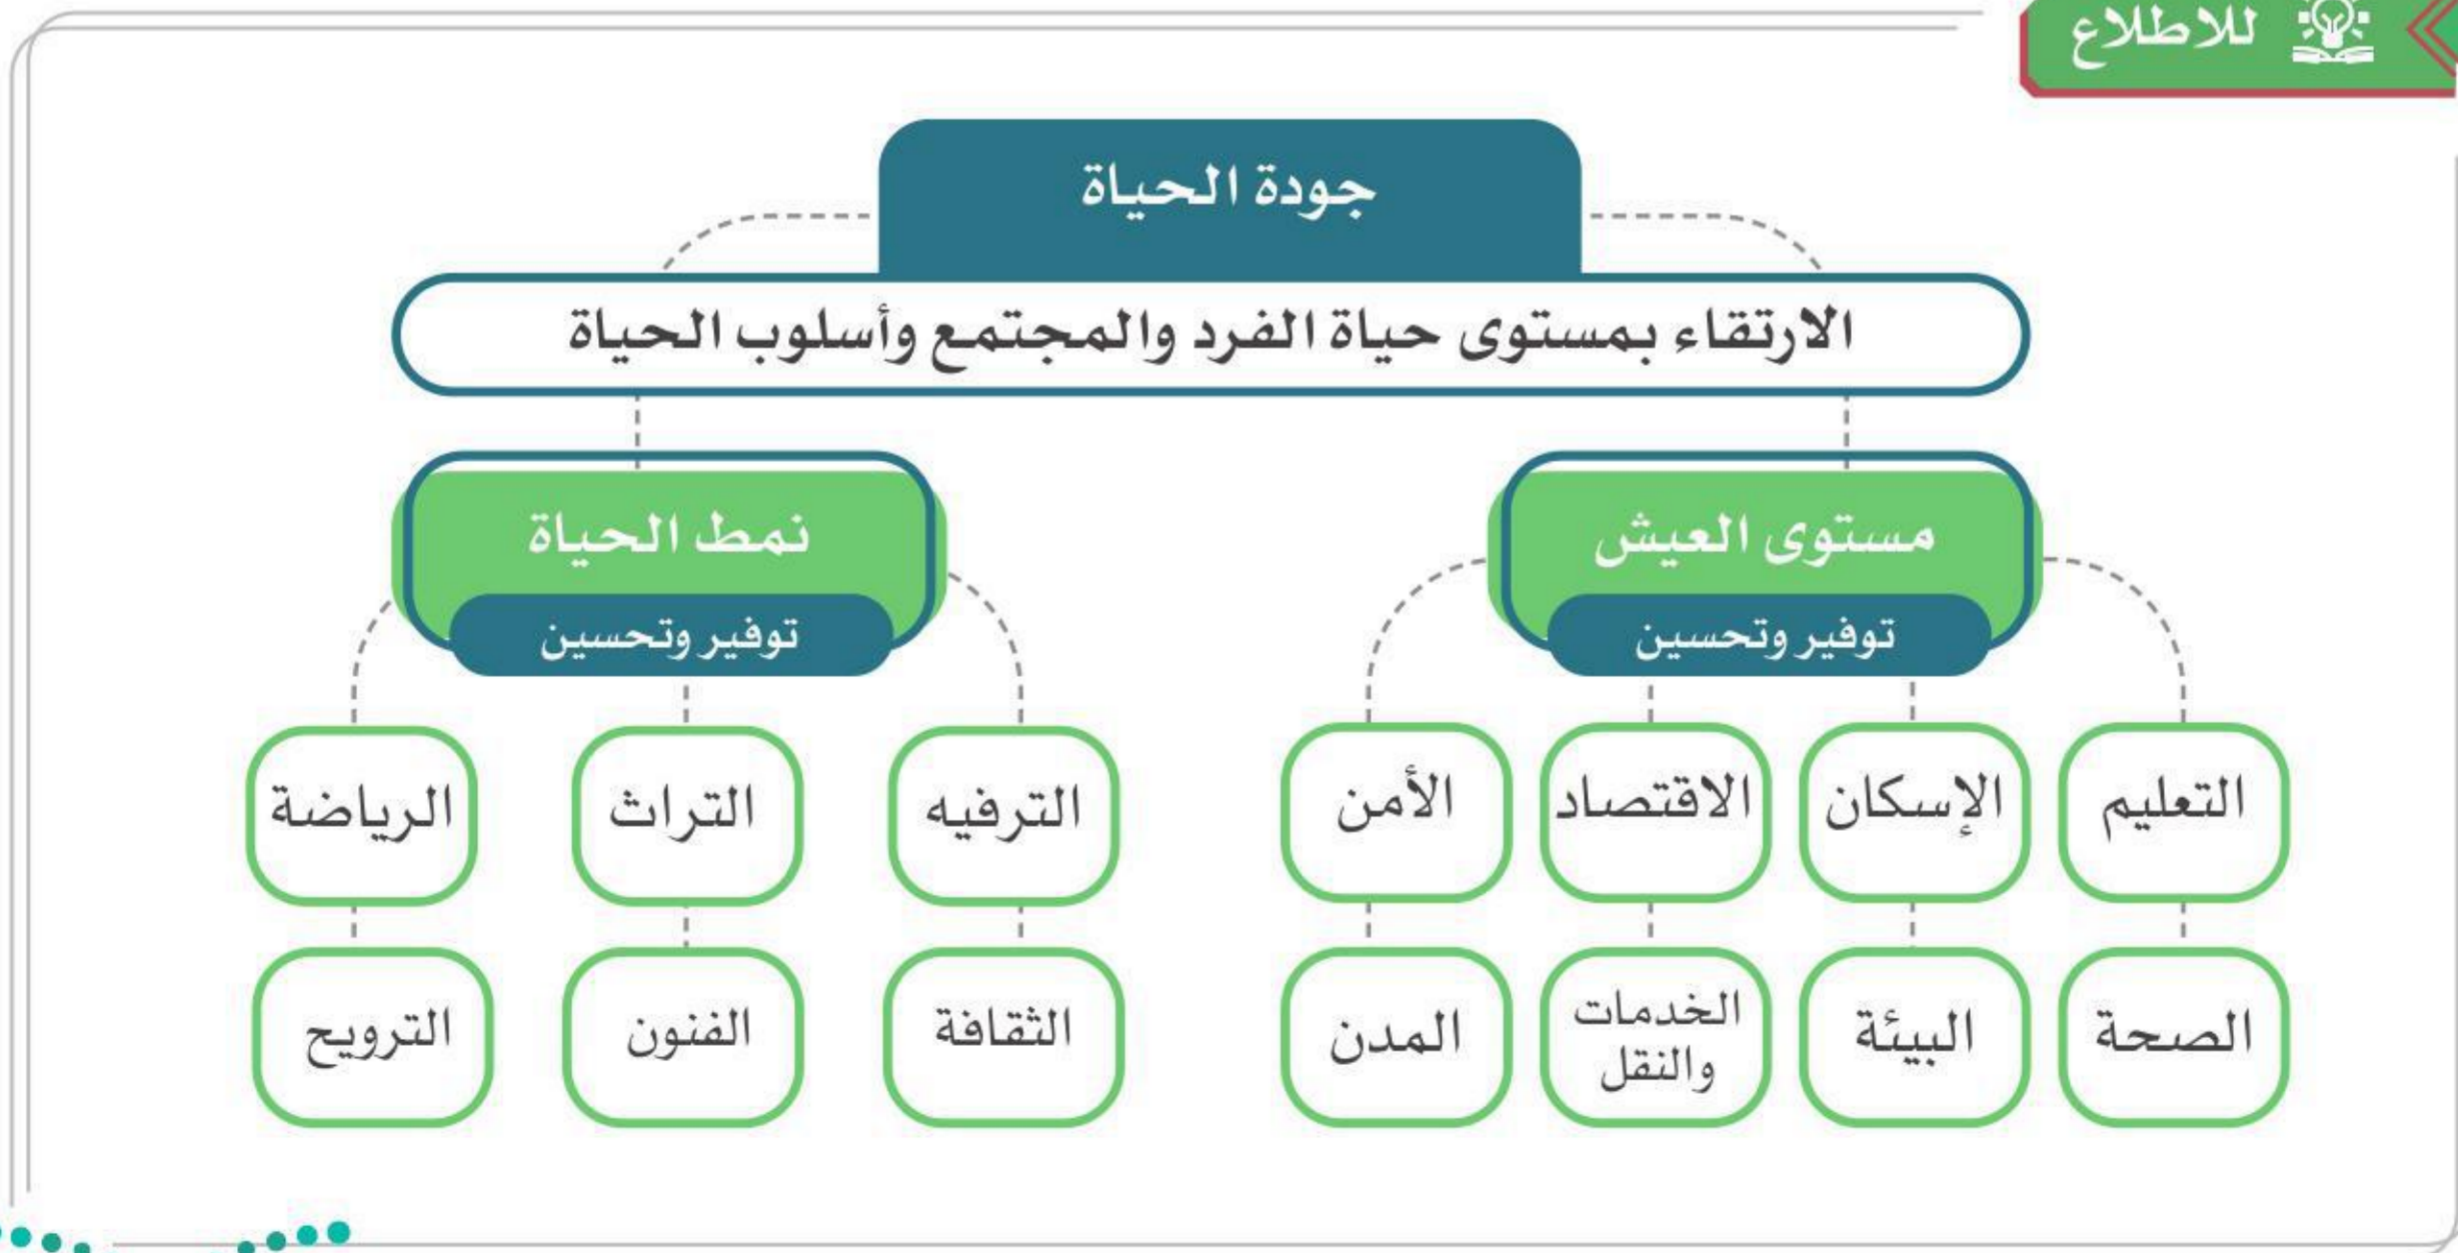 للاطلاع
جودة الحياة
الارتقاء بمستوى حياة الفرد والمجتمع وأسلوب الحياة
مستوى العيش
توفير وتحسين
التعليم
الإسكان
الاقتصاد
الأمن
الصحة
البيئة
الخدمات
والنقل
المدن
نمط الحياة
توفير وتحسين
الترفيه
التراث
الرياضة
الثقافة
الفنون
الترويح